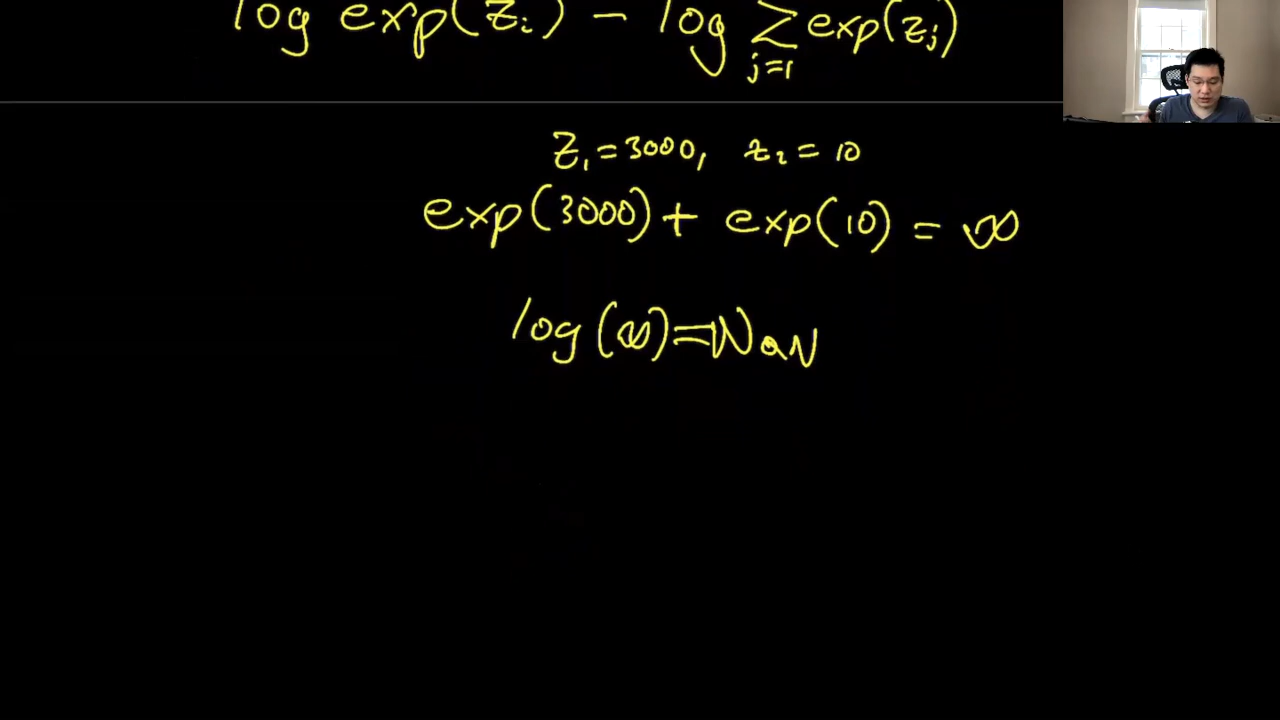 log exp(zᵢ) − log ∑ exp(zⱼ)
j=1
Z₁=3000, z₂=10
exp(3000)+ exp(10) = ∞
log(∞)=NaN